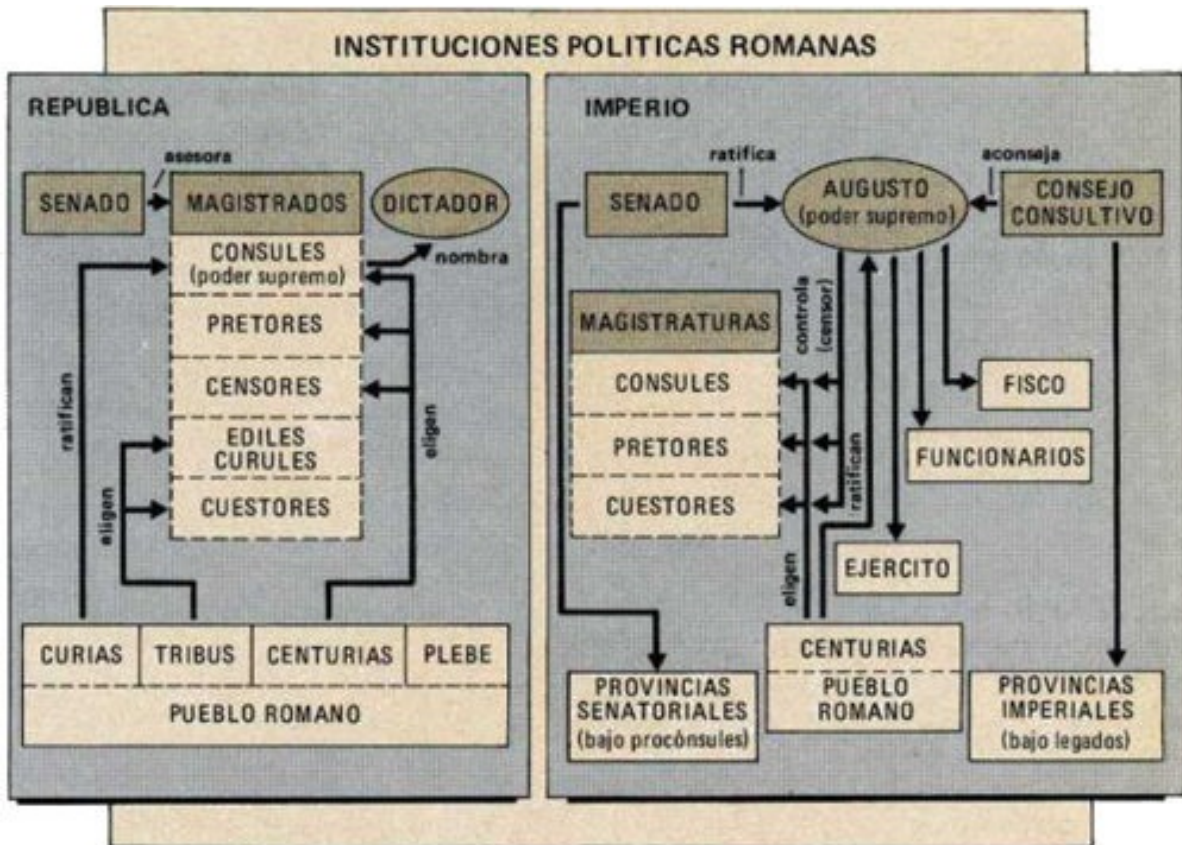 INSTITUCIONES POLITICAS ROMANAS
REPUBLICA
asesora
SENADO
MAGISTRADOS
DICTADOR
CONSULES
(poder supremo)
nombra
PRETORES
CENSORES
EDILES
CURULES
CUESTORES
ratifican
eligen
eligen
CURIAS
TRIBUS
CENTURIAS
PLEBE
PUEBLO ROMANO
IMPERIO
ratifica
aconseja
SENADO
AUGUSTO
(poder supremo)
CONSEJO
CONSULTIVO
MAGISTRATURAS
controla
(censor)
CONSULES
PRETORES
CUESTORES
FISCO
FUNCIONARIOS
ratifican
EJERCITO
eligen
CENTURIAS
PUEBLO
ROMANO
PROVINCIAS
SENATORIALES
(bajo procònsules)
PROVINCIAS
IMPERIALES
(bajo legados)